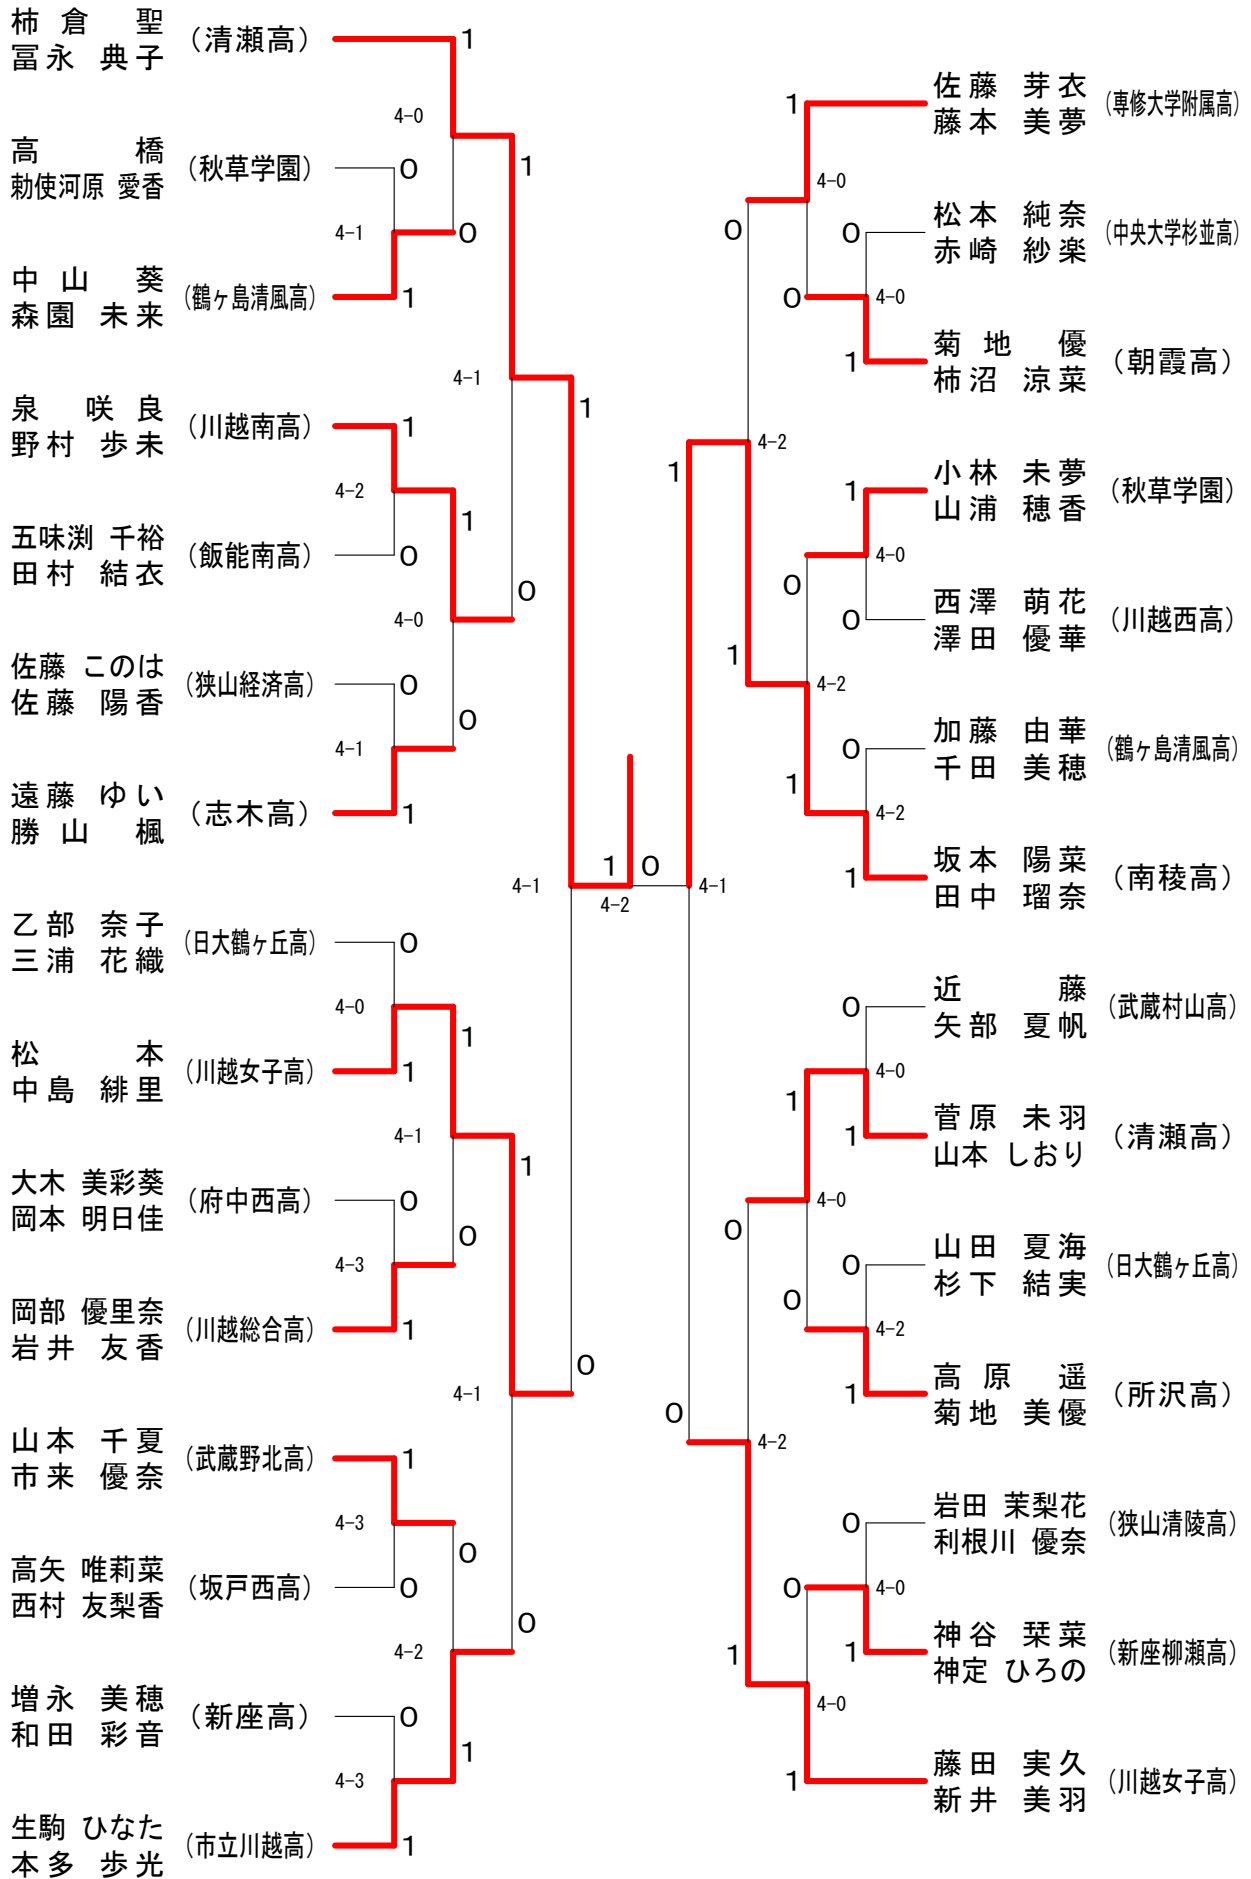 柿倉 聖
冨永 典子
(清瀬高)
1
4-0
高橋
勅使河原 愛香
(秋草学園)
0
1
4-1
0
中山 葵
森園 未来
(鶴ヶ島清風高)
1
4-1
1
泉 咲良
野村 歩未
(川越南高)
1
4-2
1
五味渕 千裕
田村 結衣
(飯能南高)
0
0
4-0
佐藤 このは
佐藤 陽香
(狭山経済高)
0
0
4-1
遠藤 ゆい
勝山 楓
(志木高)
1
4-1
1 0
4-2
乙部 奈子
三浦 花織
(日大鶴ヶ丘高)
0
4-0
1
松本
中島 緋里
(川越女子高)
1
4-1
1
大木 美彩葵
岡本 明日佳
(府中西高)
0
0
4-3
岡部 優里奈
岩井 友香
(川越総合高)
1
0
4-1
山本 千夏
市来 優奈
(武蔵野北高)
1
4-3
0
高矢 唯莉菜
西村 友梨香
(坂戸西高)
0
0
4-2
増永 美穂
和田 彩音
(新座高)
0
1
4-3
生駒 ひなた
本多 歩光
(市立川越高)
1
1
佐藤 芽衣
藤本 美夢
(専修大学附属高)
4-0
0
0
松本 純奈
赤崎 紗楽
(中央大学杉並高)
0
4-0
1
菊地 優
柿沼 涼菜
(朝霞高)
1
4-2
1
小林 未夢
山浦 穂香
(秋草学園)
4-0
0
0
西澤 萌花
澤田 優華
(川越西高)
1
4-2
0
加藤 由華
千田 美穂
(鶴ヶ島清風高)
1
4-2
1
坂本 陽菜
田中 瑠奈
(南稜高)
4-1
0
近藤
矢部 夏帆
(武蔵村山高)
4-0
1
1
菅原 未羽
山本 しおり
(清瀬高)
4-0
0
0
山田 夏海
杉下 結実
(日大鶴ヶ丘高)
0
4-2
1
高原 遥
菊地 美優
(所沢高)
0
4-2
0
岩田 茉梨花
利根川 優奈
(狭山清陵高)
0
4-0
1
1
神谷 栞菜
神定 ひろの
(新座柳瀬高)
4-0
1
藤田 実久
新井 美羽
(川越女子高)